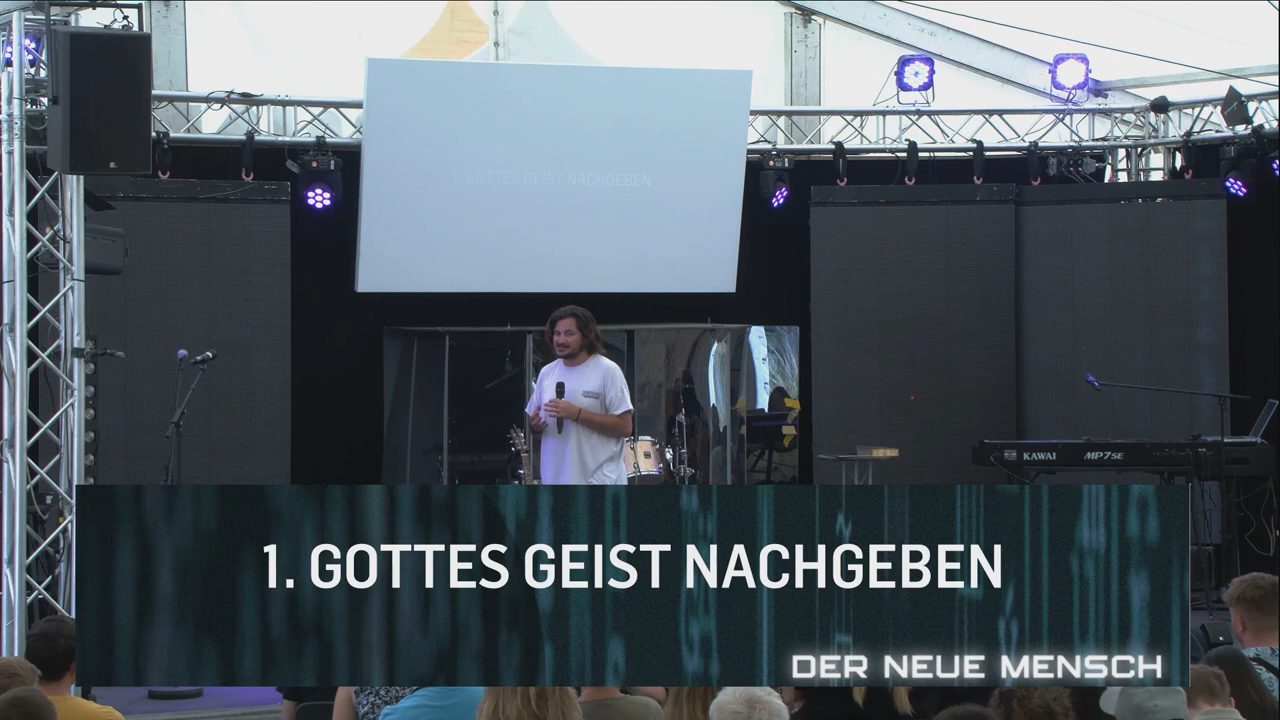 1. GOTTES GEIST NACHGEBEN
KAWAI MP7SE
1. GOTTES GEIST NACHGEBEN
DER NEUE MENSCH